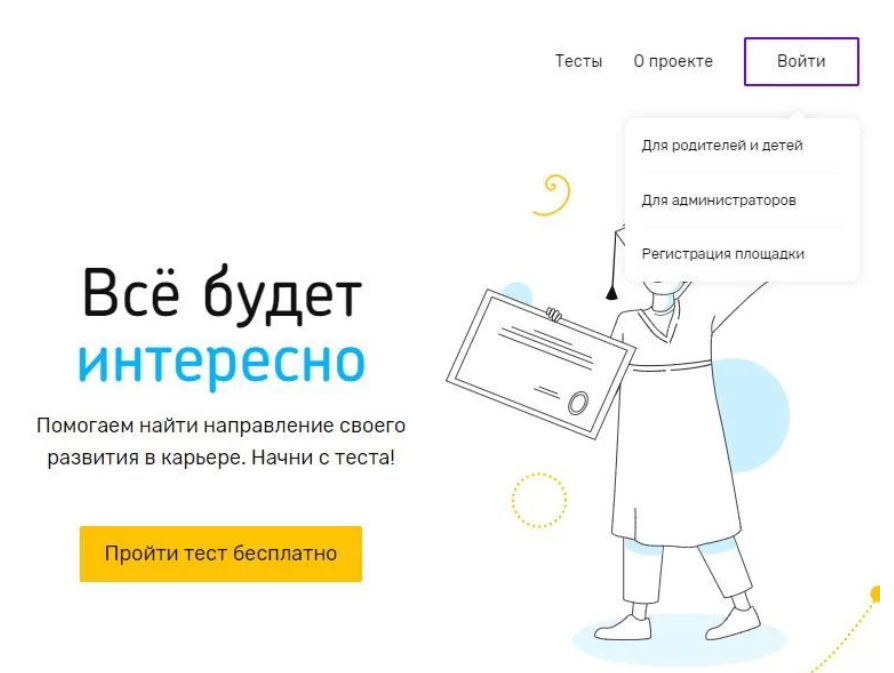 Тесты
О проекте
Войти
Для родителей и детей
Для администраторов
Регистрация площадки
Всё будет
интересно
Помогаем найти направление своего
развития в карьере. Начни с теста!
Пройти тест бесплатно